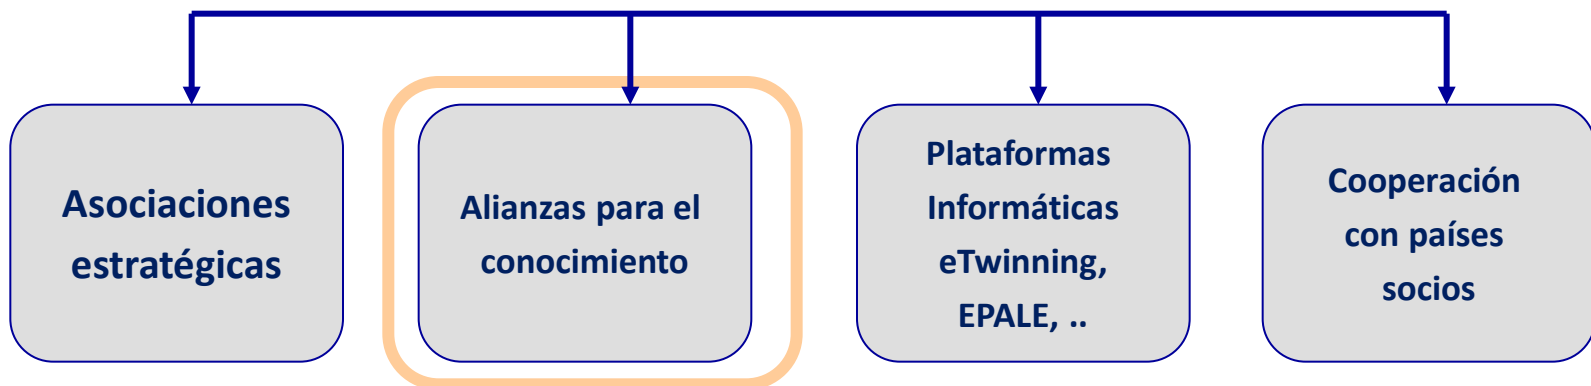 Asociaciones
estratégicas
Alianzas para el
conocimiento
Plataformas
Informáticas
eTwinning,
EPALE, ..
Cooperación
con países
socios